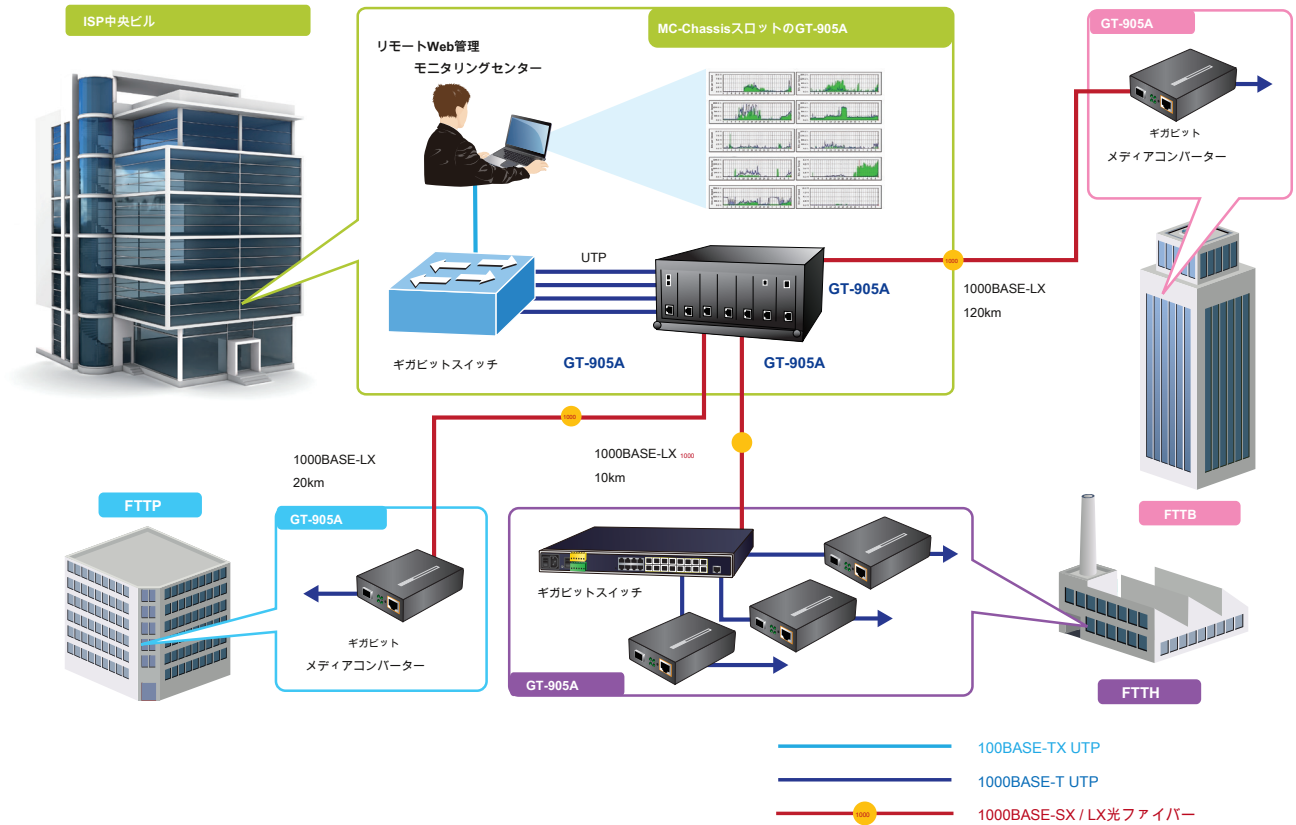 ISP中央ビル
MC-ChassisスロットのGT-905A
GT-905A
リモートWeb管理
モニタリングセンター
ギガビット
メディアコンバーター
UTP
1000
GT-905A
1000BASE-LX
120km
ギガビットスイッチ
GT-905A
GT-905A
1000
1000BASE-LX
20km
1000BASE-LX 1000
10km
FTTP
GT-905A
FTTB
ギガビットスイッチ
ギガビット
メディアコンバーター
GT-905A
FTTH
100BASE-TX UTP
1000BASE-T UTP
1000
1000BASE-SX / LX光ファイバー